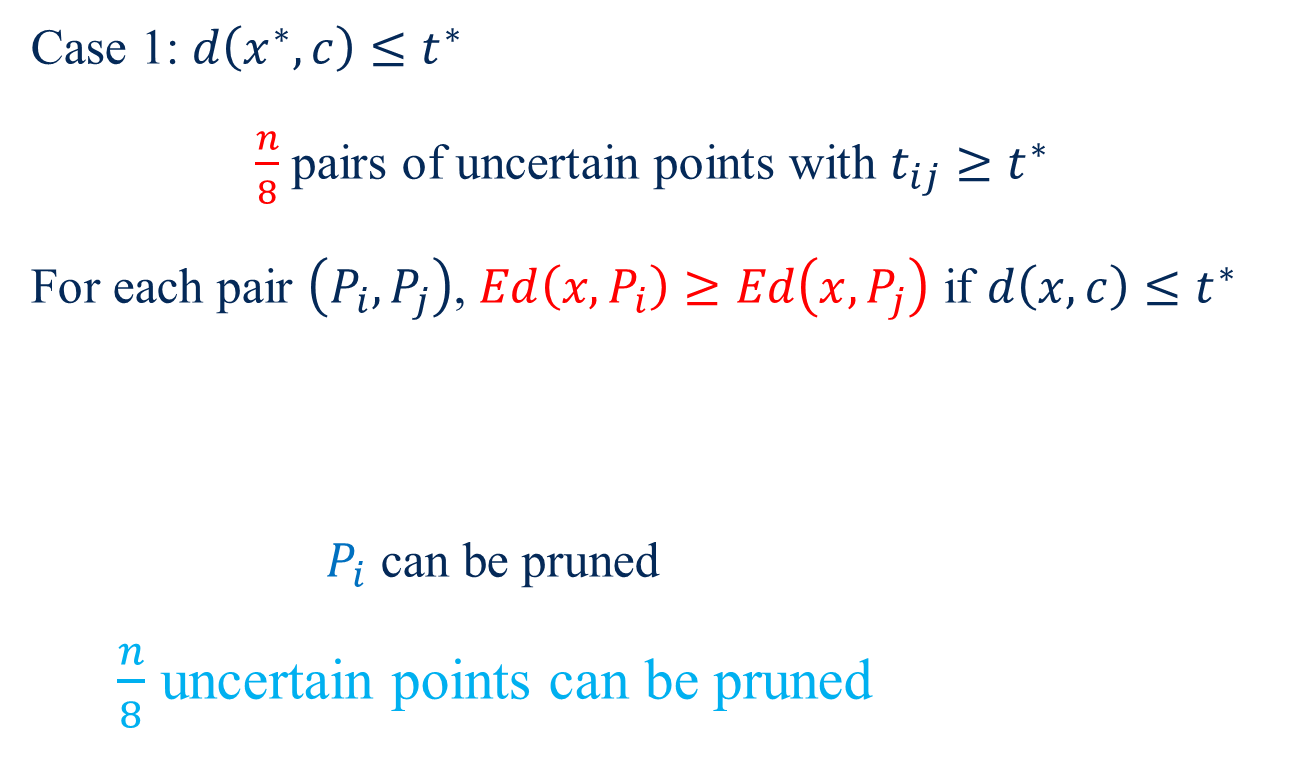 Case 1: d(x*, c) ≤ t*
n/8 pairs of uncertain points with t_ij ≥ t*
For each pair (P_i, P_j), Ed(x, P_i) ≥ Ed(x, P_j) if d(x, c) ≤ t*
P_i can be pruned
n/8 uncertain points can be pruned